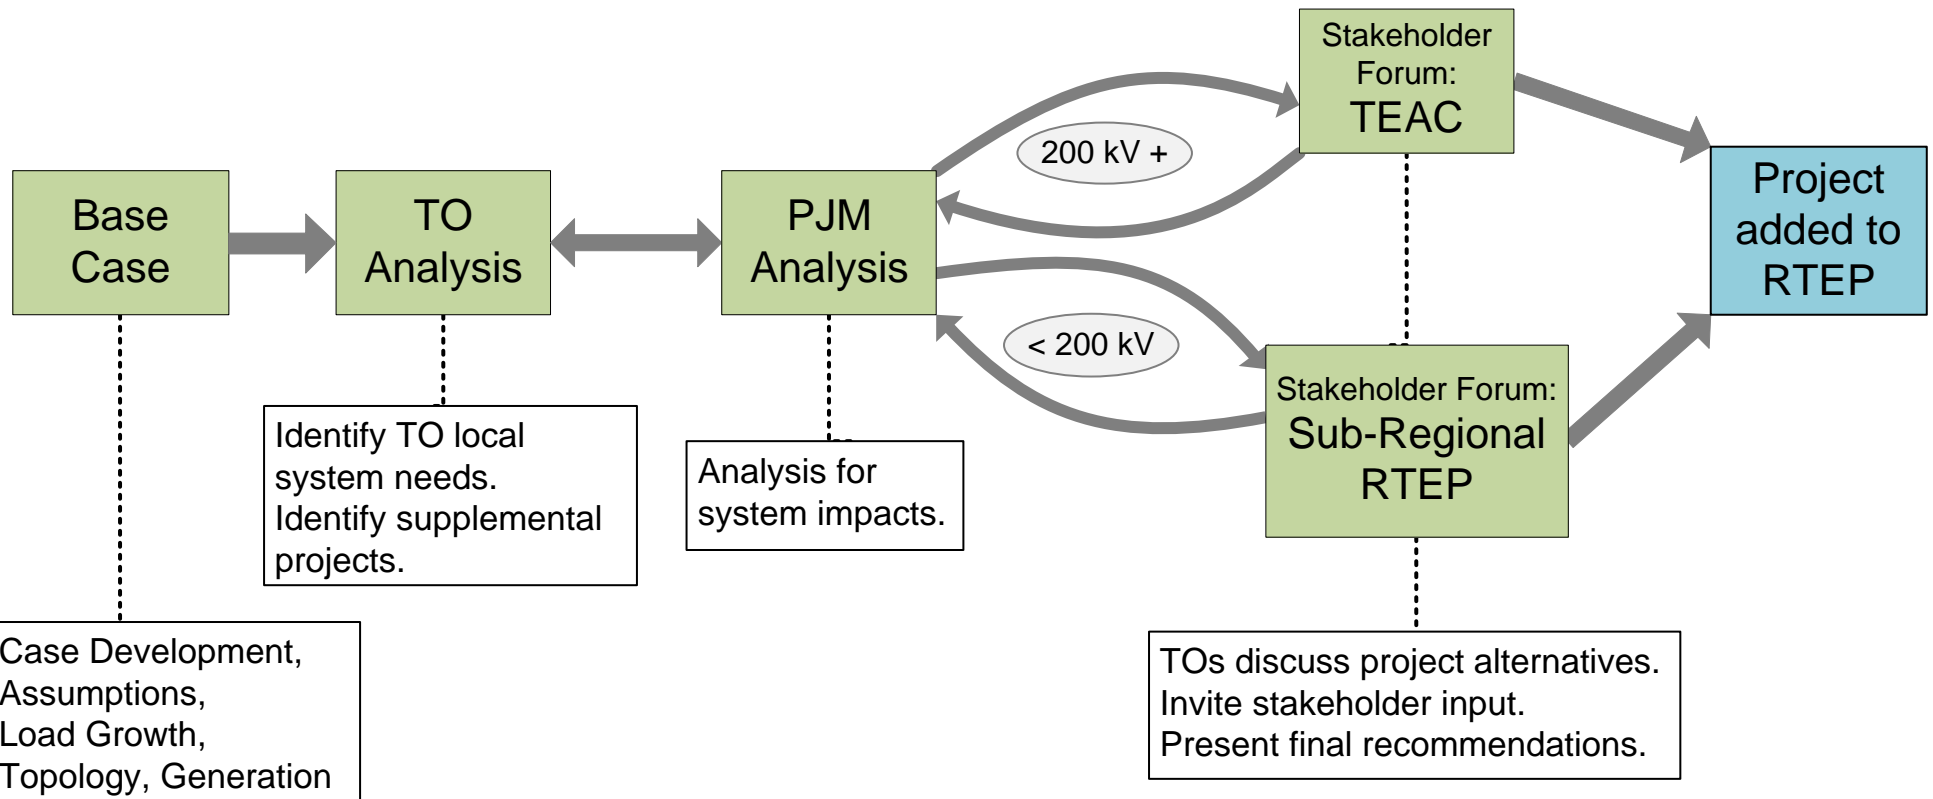 Base
Case
TO
Analysis
PJM
Analysis
200 kV +
< 200 kV
Stakeholder
Forum:
TEAC
Stakeholder Forum:
Sub-Regional
RTEP
Project
added to
RTEP
Case Development,
Assumptions,
Load Growth,
Topology, Generation
Identify TO local
system needs.
Identify supplemental
projects.
Analysis for
system impacts.
TOs discuss project alternatives.
Invite stakeholder input.
Present final recommendations.